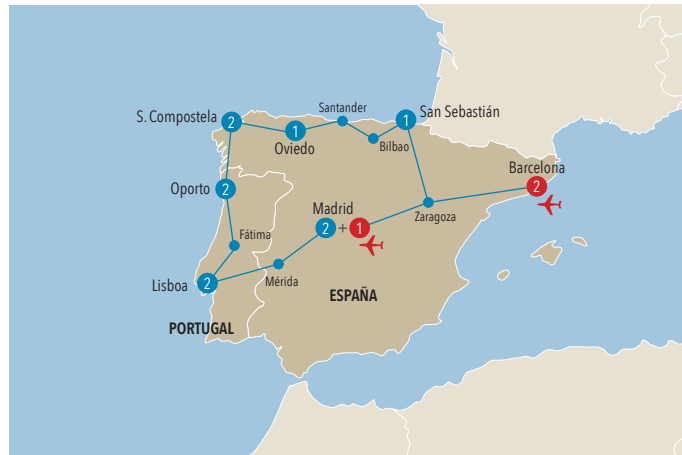 Santander
S. Compostela
2
1
San Sebastián
1
Oviedo
Bilbao
Barcelona
2
Oporto
2
Zaragoza
Madrid
2 + 1
Fátima
Lisboa
2
Mérida
ESPAÑA
PORTUGAL